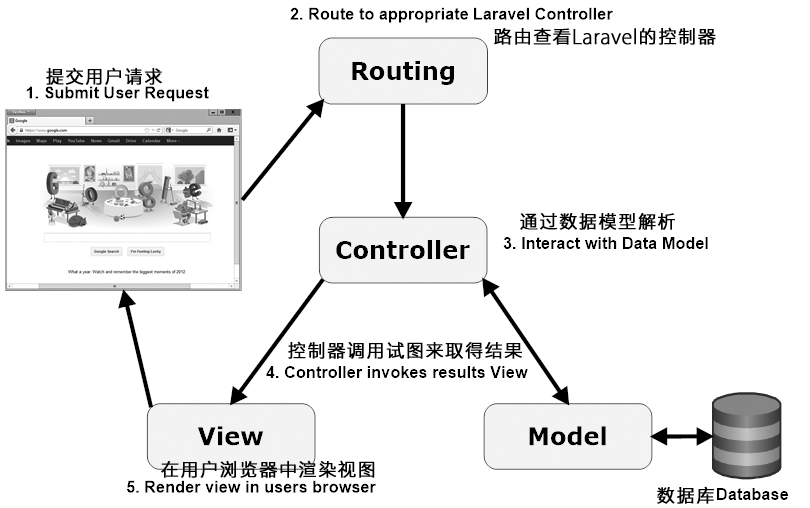 2. Route to appropriate Laravel Controller
路由查看Laravel的控制器
Routing
提交用户请求
1. Submit User Request
Google
https://www.google.com
Google
Images Maps Play YouTube News Gmail Drive Calendar More
Google Search I'm Feeling Lucky
What a year. Watch and remember the biggest moments of 2012
Controller
通过数据模型解析
3. Interact with Data Model
控制器调用试图来取得结果
4. Controller invokes results View
View
在用户浏览器中渲染视图
5. Render view in users browser
Model
数据库Database